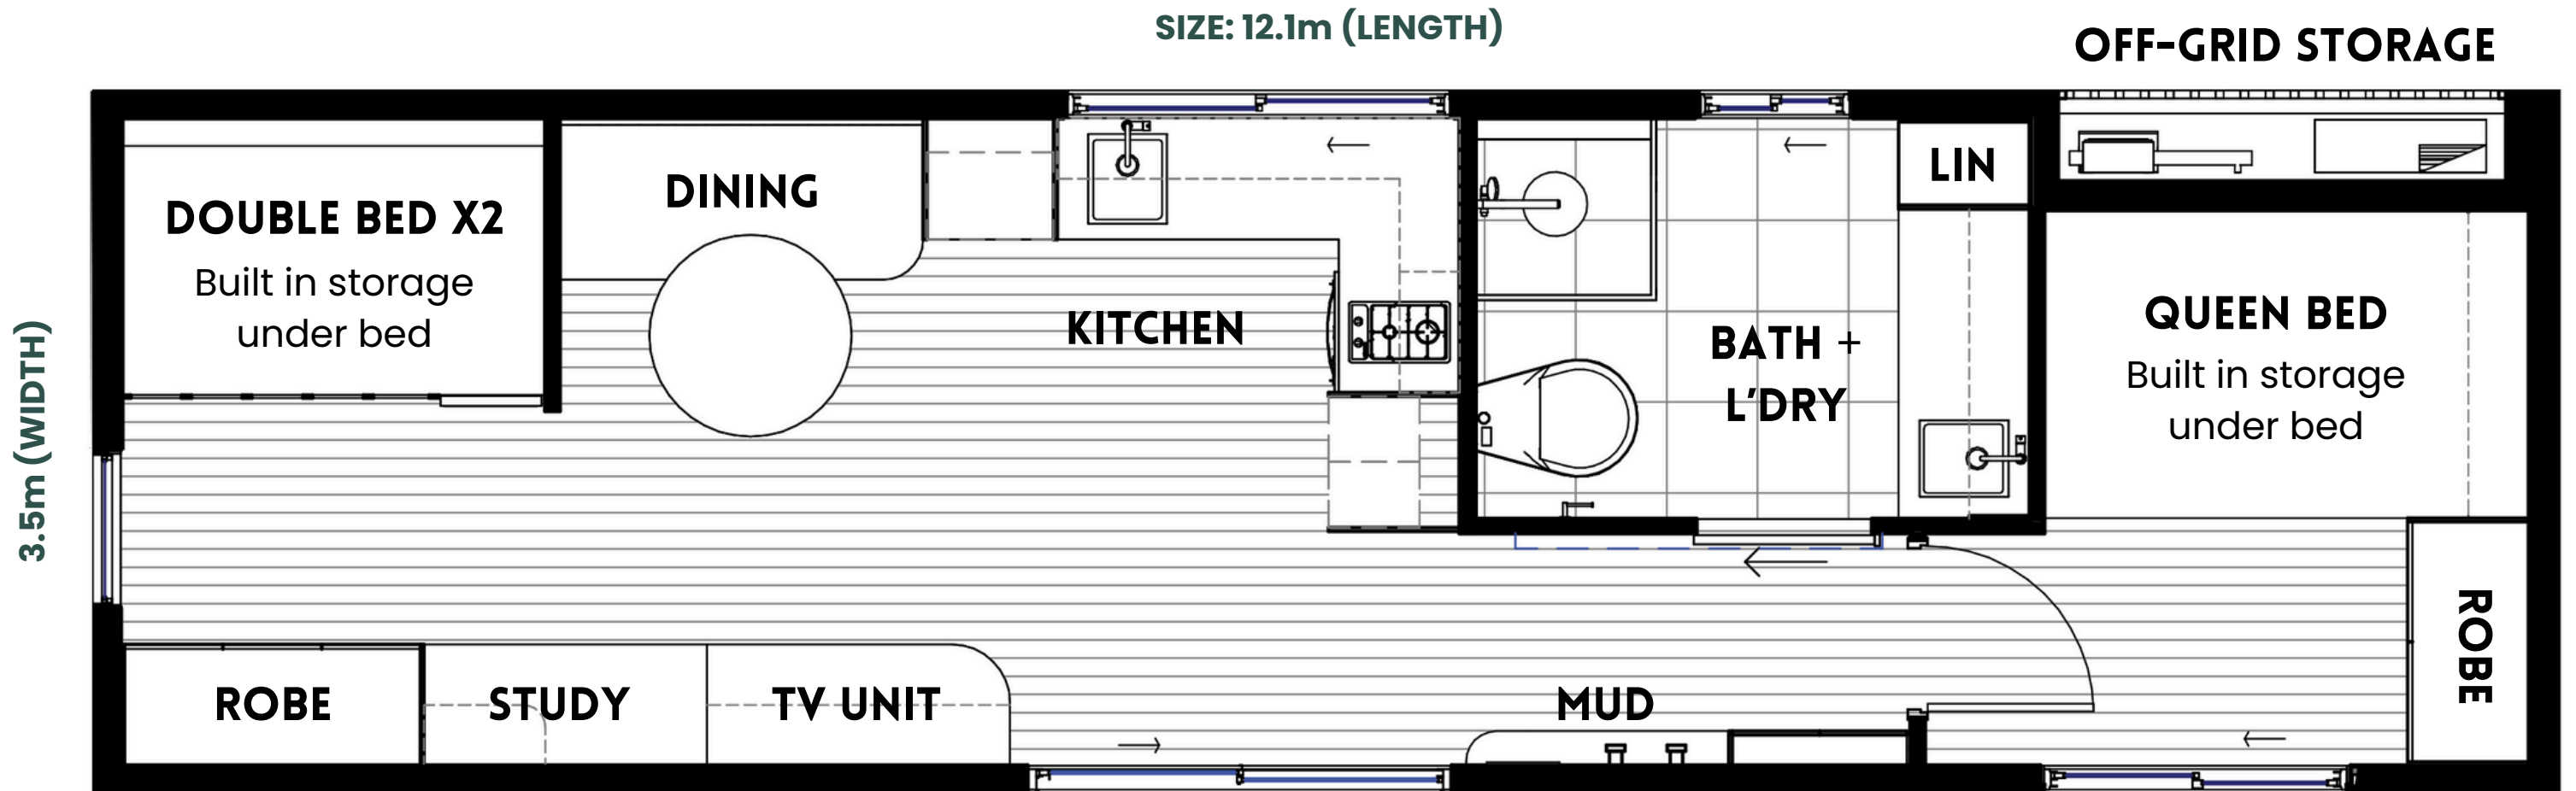 SIZE: 12.1m (LENGTH)
OFF-GRID STORAGE
3.5m (WIDTH)
DOUBLE BED X2
Built in storage
under bed
DINING
KITCHEN
BATH +
L'DRY
LIN
QUEEN BED
Built in storage
under bed
ROBE
STUDY
TV UNIT
MUD
ROBE